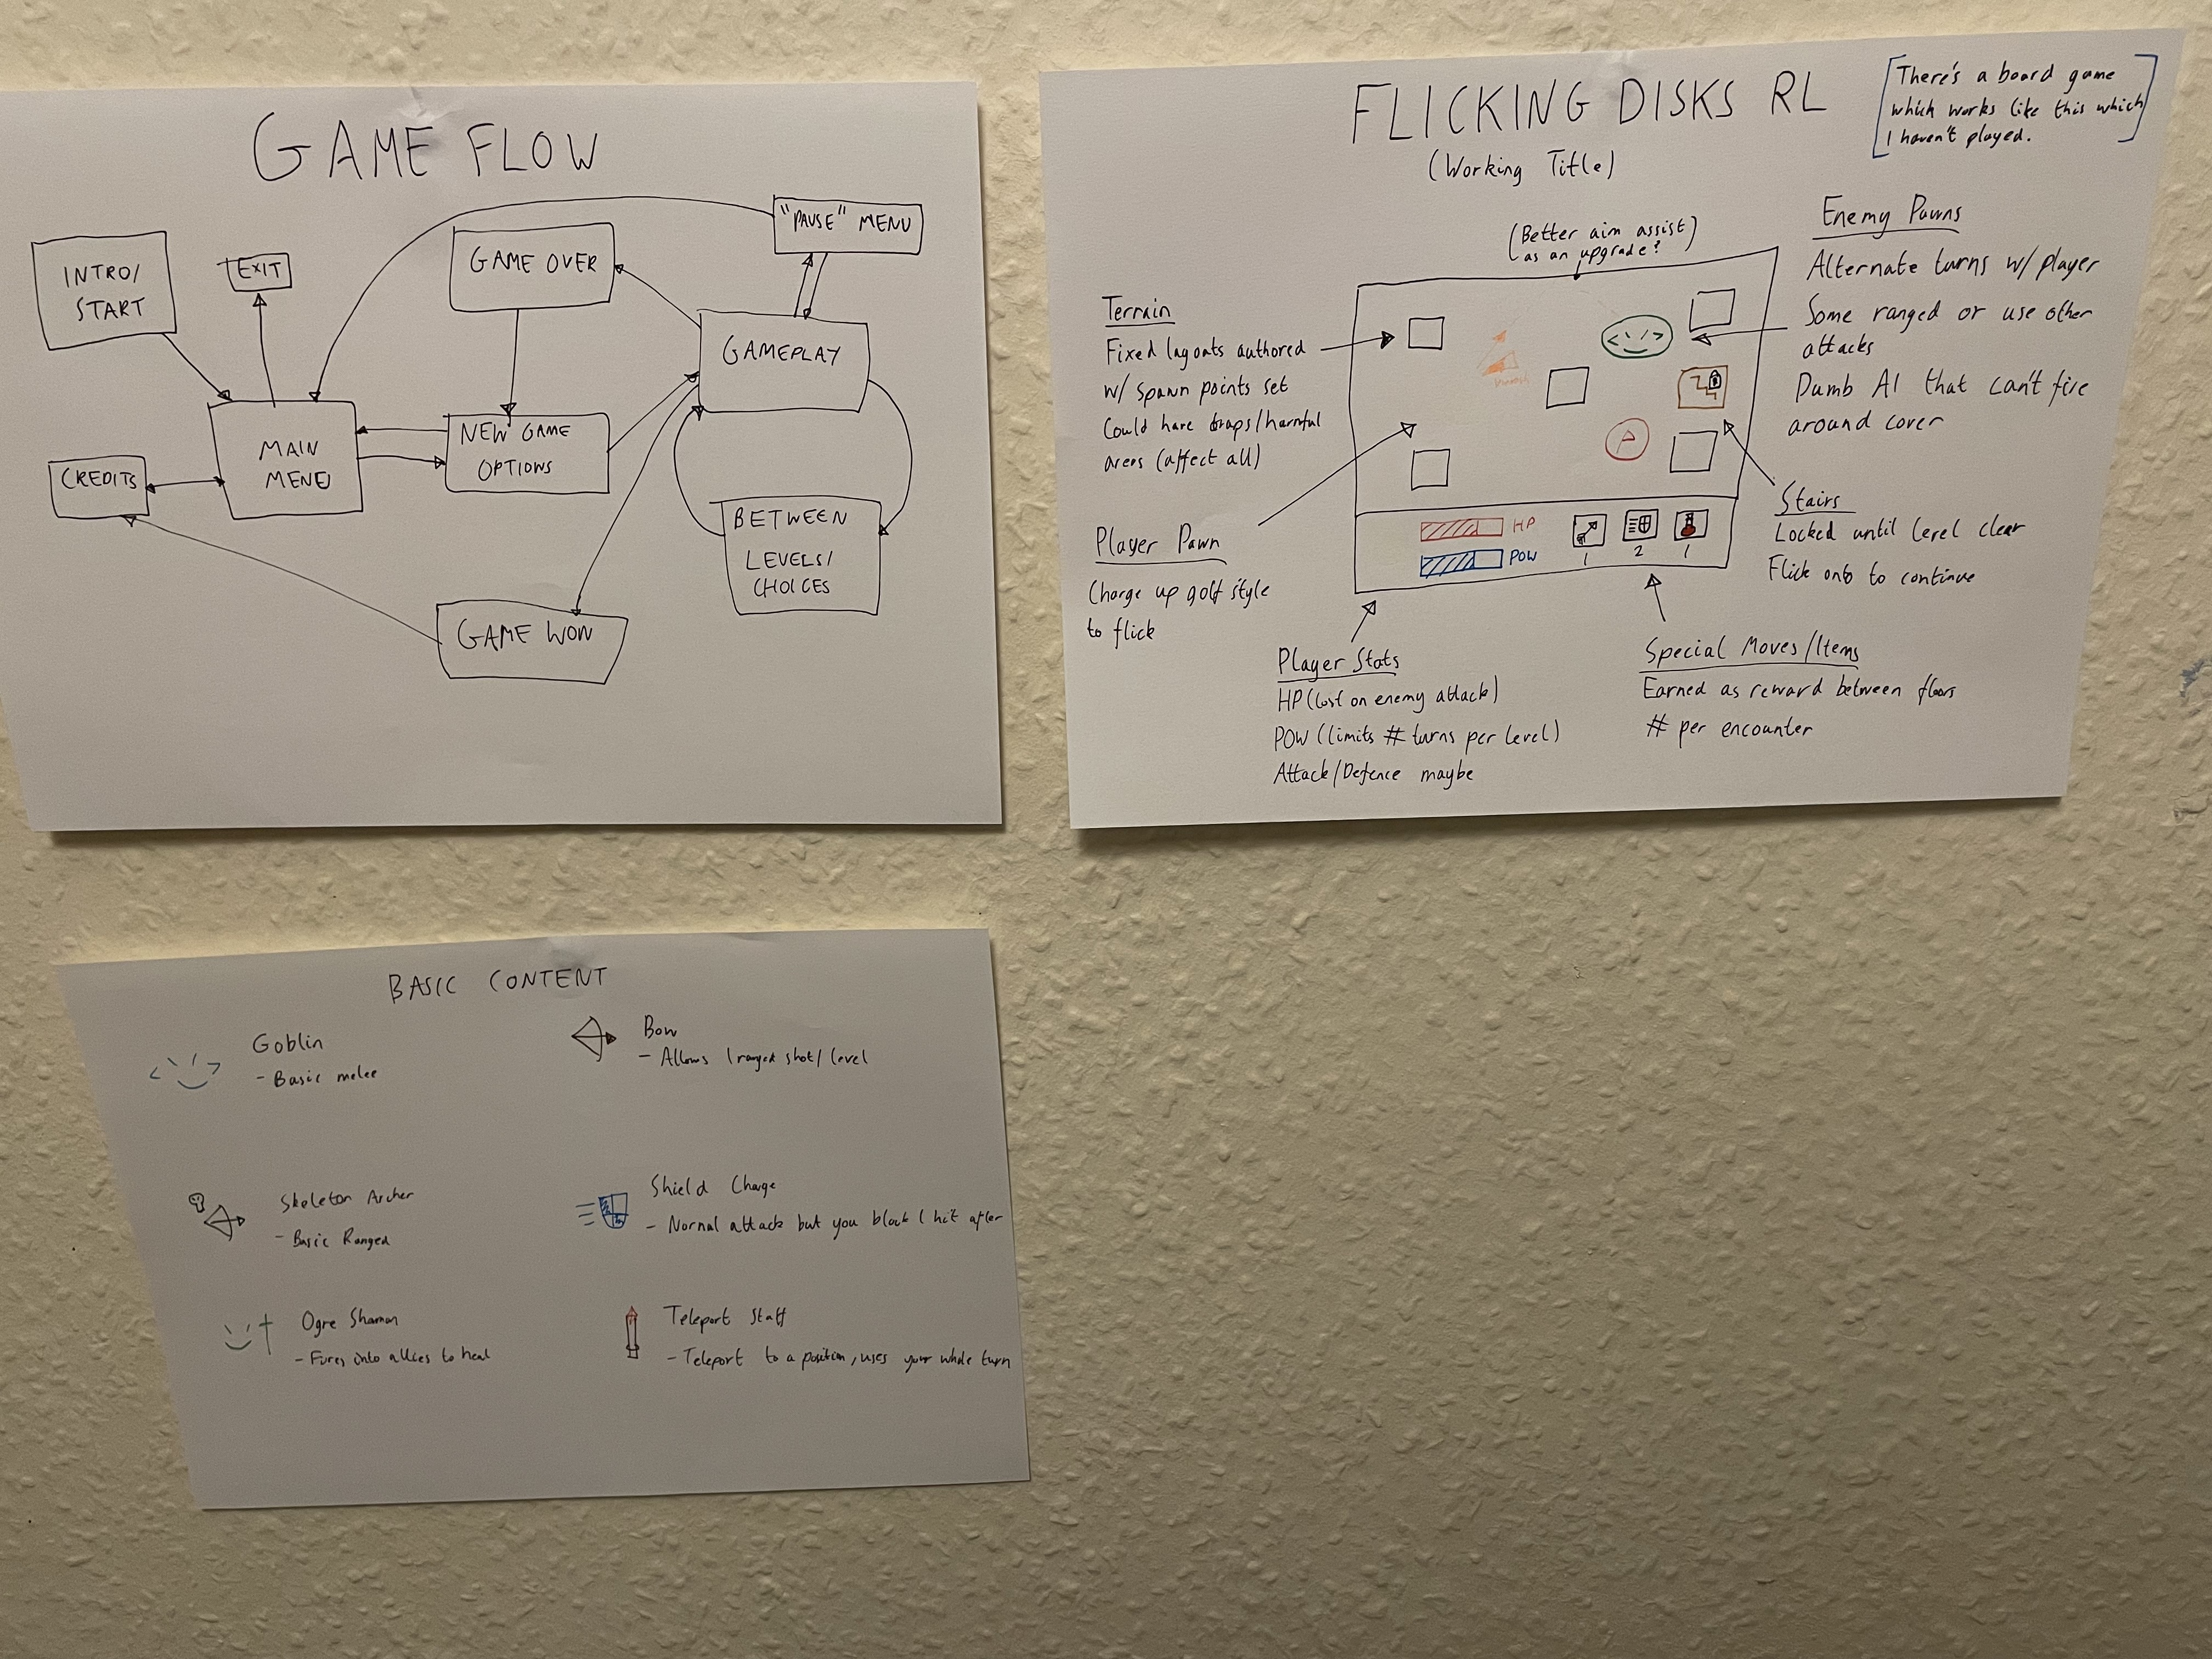 GAME FLOW
INTRO/
START
EXIT
GAME OVER
"PAUSE" MENU
GAMEPLAY
MAIN
MENU
NEW GAME
OPTIONS
CREDITS
BETWEEN
LEVELS/
CHOICES
GAME WON
FLICKING DISKS RL
(Working Title)
[There's a board game
which works like this which
I haven't played.]
(Better aim assist)
(as an upgrade?
Terrain
Fixed layouts authored
w/ spawn points set
Could have traps/harmful
areas (affect all)
Player Pawn
Charge up golf style
to flick
Enemy Pawns
Alternate turns w/ player
Some ranged or use other
attacks
Dumb AI that can't fire
around cover
Stairs
Locked until level clear
Flick onto to continue
P
HP
POW
1
2
1
Player Stats
HP (lost on enemy attack)
POW (limits # turns per level)
Attack/Defence maybe
Special Moves/Items
Earned as reward between floors
# per encounter
BASIC CONTENT
Goblin
- Basic melee
Bow
- Allows 1 ranged shot/level
Skeleton Archer
- Basic Ranged
Shield Charge
- Normal attack but you block 1 hit after
Ogre Shaman
- Fires into allies to heal
Teleport Staff
- Teleport to a position, uses your whole turn